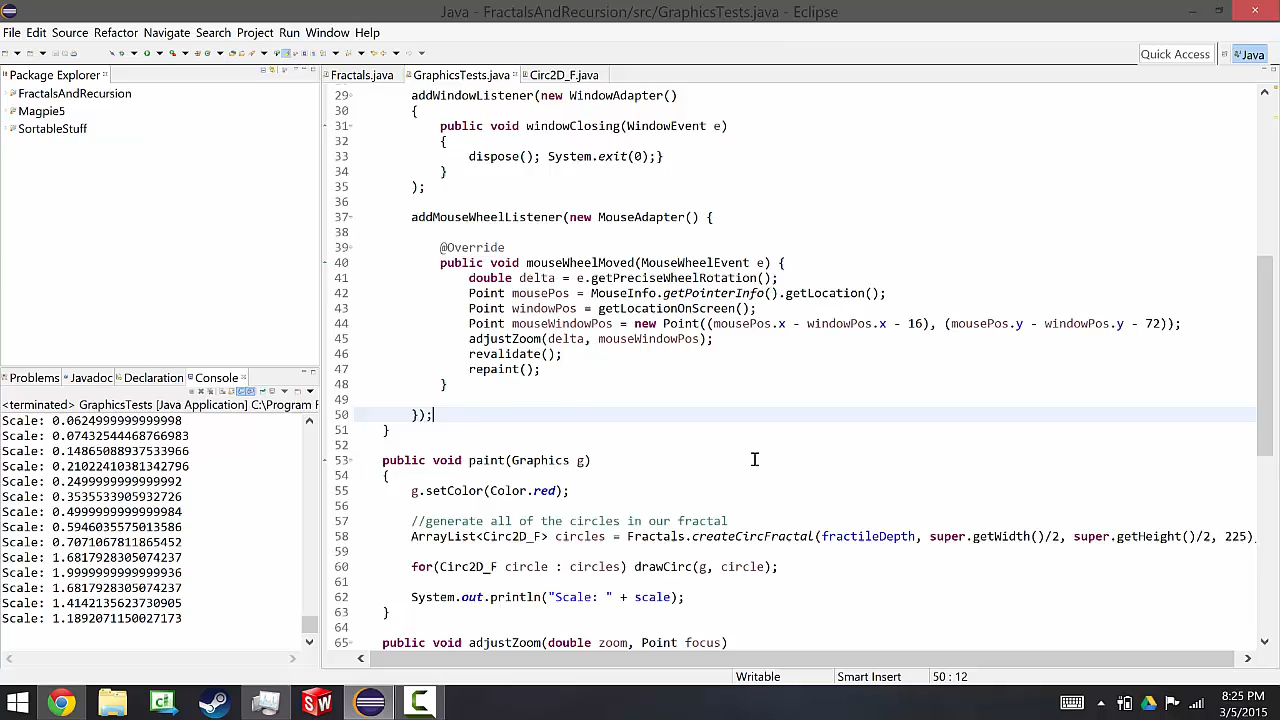 Java - FractalsAndRecursion/src/GraphicsTests.java - Eclipse
File Edit Source Refactor Navigate Search Project Run Window Help
Quick Access
Java
Package Explorer
FractalsAndRecursion
Magpie5
SortableStuff
Problems Javadoc Declaration Console
<terminated> GraphicsTests [Java Application] C:\Program F
Scale: 0.0624999999999998
Scale: 0.07432544468766983
Scale: 0.14865088937533966
Scale: 0.21022410381342796
Scale: 0.2499999999999992
Scale: 0.3535533905932726
Scale: 0.4999999999999984
Scale: 0.5946035575013586
Scale: 0.7071067811865452
Scale: 1.6817928305074237
Scale: 1.9999999999999936
Scale: 1.6817928305074237
Scale: 1.4142135623730905
Scale: 1.1892071150027173
Fractals.java GraphicsTests.java Circ2D_F.java
29 addWindowListener(new WindowAdapter()
30 {
31 public void windowClosing(WindowEvent e)
32 {
33 dispose(); System.exit(0);}
34 }
35 );
36
37 addMouseWheelListener(new MouseAdapter() {
38
39 @Override
40 public void mouseWheelMoved(MouseWheelEvent e) {
41 double delta = e.getPreciseWheelRotation();
42 Point mousePos = MouseInfo.getPointerInfo().getLocation();
43 Point windowPos = getLocationOnScreen();
44 Point mouseWindowPos = new Point((mousePos.x - windowPos.x - 16), (mousePos.y - windowPos.y - 72));
45 adjustZoom(delta, mouseWindowPos);
46 revalidate();
47 repaint();
48 }
49
50 });
51 }
52
53 public void paint(Graphics g)
54 {
55 g.setColor(Color.red);
56
57 //generate all of the circles in our fractal
58 ArrayList<Circ2D_F> circles = Fractals.createCircFractal(fractileDepth, super.getWidth()/2, super.getHeight()/2, 225)
59
60 for(Circ2D_F circle : circles) drawCirc(g, circle);
61
62 System.out.println("Scale: " + scale);
63 }
64
65 public void adjustZoom(double zoom, Point focus)
Writable Smart Insert 50 : 12
8:25 PM
3/5/2015